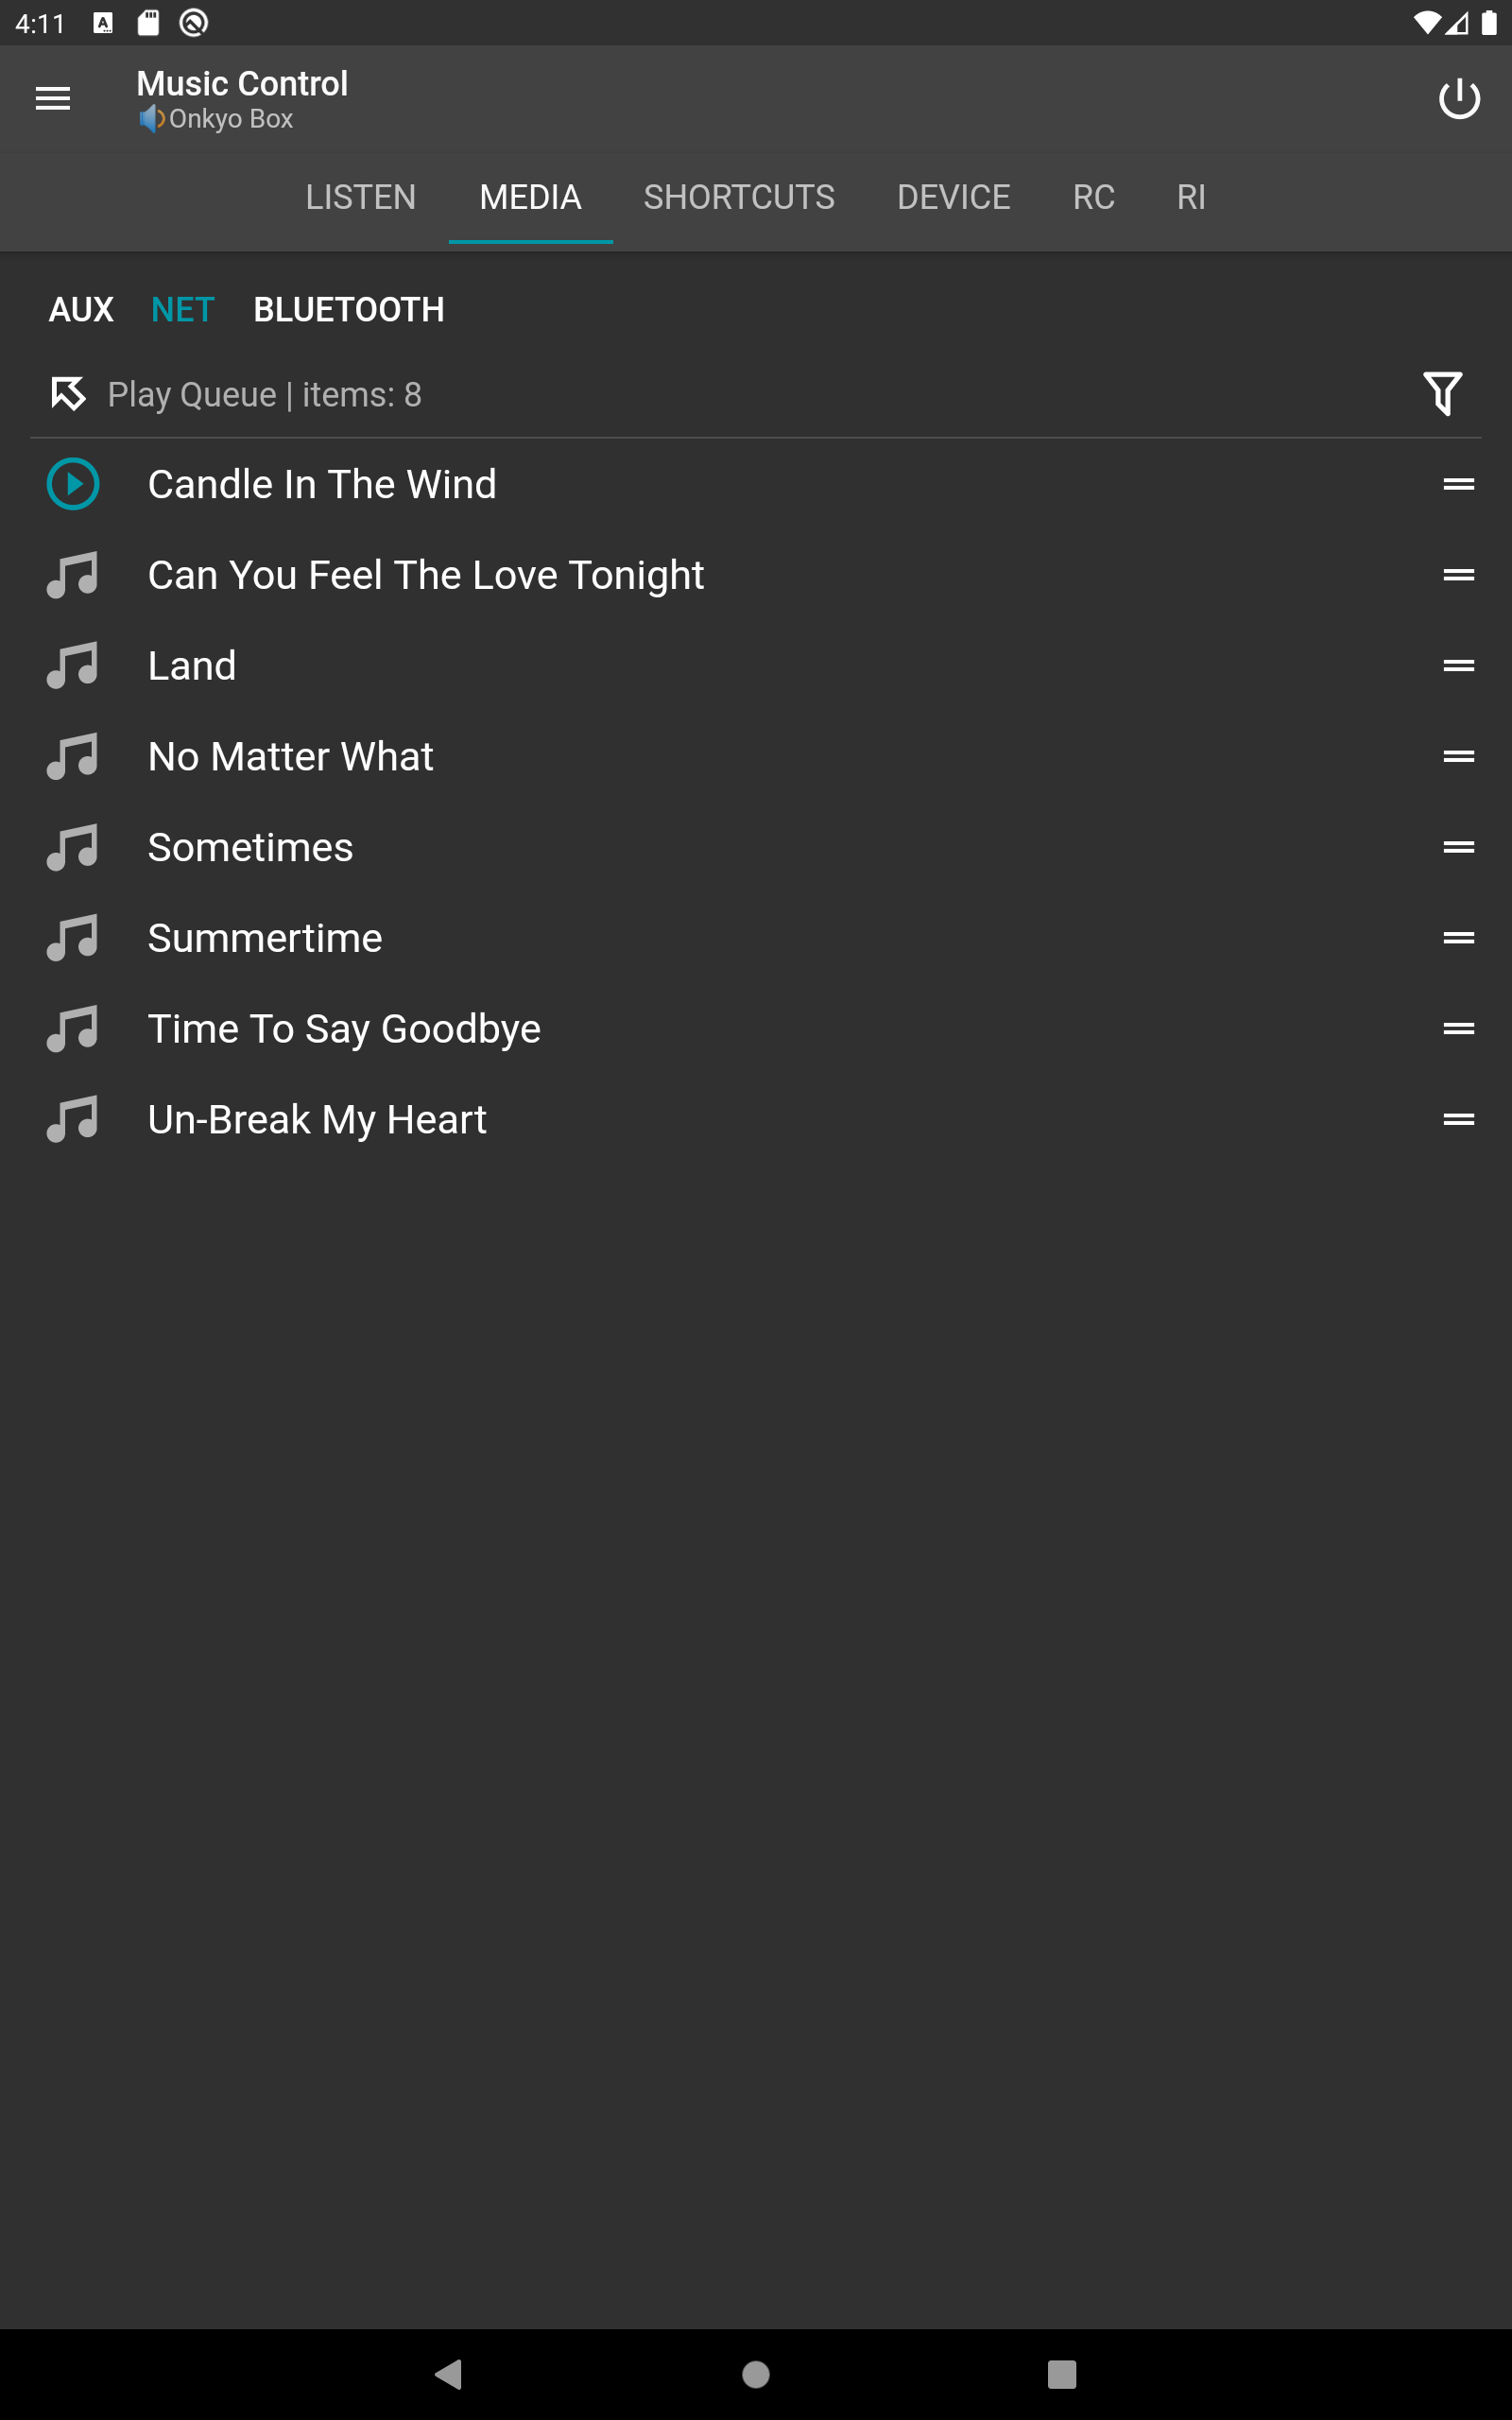 4:11
Music Control
Onkyo Box
LISTEN MEDIA SHORTCUTS DEVICE RC RI
AUX NET BLUETOOTH
Play Queue | items: 8
Candle In The Wind
Can You Feel The Love Tonight
Land
No Matter What
Sometimes
Summertime
Time To Say Goodbye
Un-Break My Heart